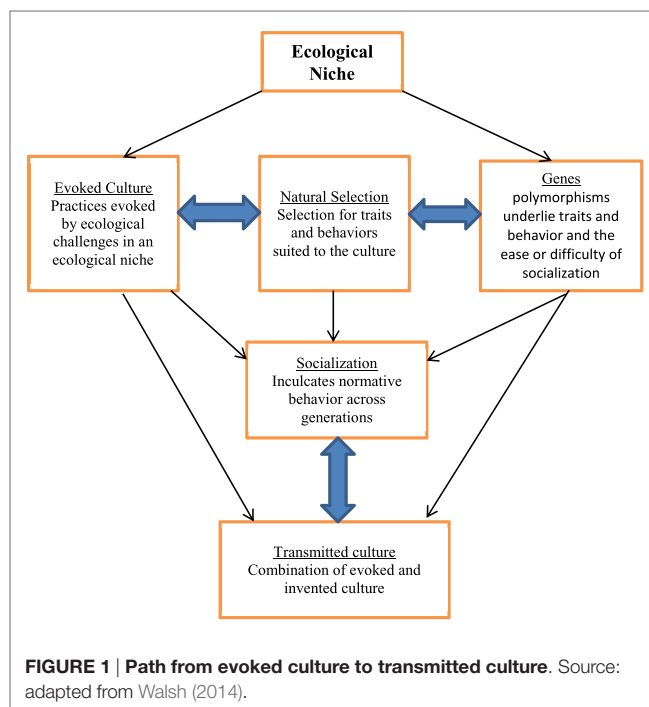 Ecological
Niche
Evoked Culture
Practices evoked
by ecological
challenges in an
ecological niche
Natural Selection
Selection for traits
and behaviors
suited to the culture
Genes
polymorphisms
underlie traits and
behavior and the
ease or difficulty of
socialization
Socialization
Inculcates normative
behavior across
generations
Transmitted culture
Combination of evoked and
invented culture
FIGURE 1 | Path from evoked culture to transmitted culture. Source:
adapted from Walsh (2014).